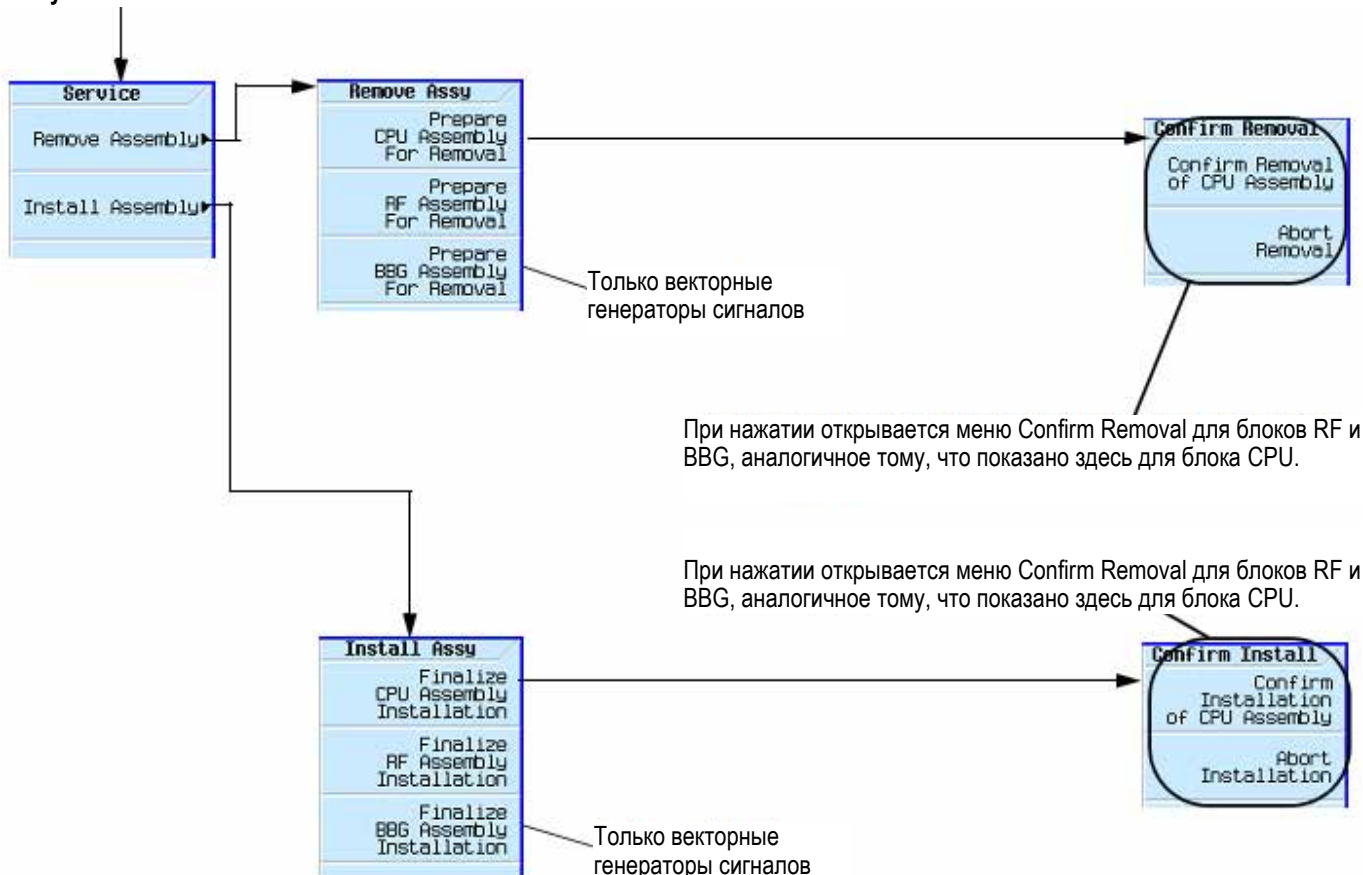 Service
Remove Assembly
Install Assembly
Remove Assy
Prepare
CPU Assembly
For Removal
Prepare
RF Assembly
For Removal
Prepare
BBG Assembly
For Removal
Только векторные
генераторы сигналов
Confirm Removal
Confirm Removal
of CPU Assembly
Abort
Removal
При нажатии открывается меню Confirm Removal для блоков RF и
BBG, аналогичное тому, что показано здесь для блока CPU.
При нажатии открывается меню Confirm Removal для блоков RF и
BBG, аналогичное тому, что показано здесь для блока CPU.
Install Assy
Finalize
CPU Assembly
Installation
Finalize
RF Assembly
Installation
Finalize
BBG Assembly
Installation
Только векторные
генераторы сигналов
Confirm Install
Confirm
Installation
of CPU Assembly
Abort
Installation